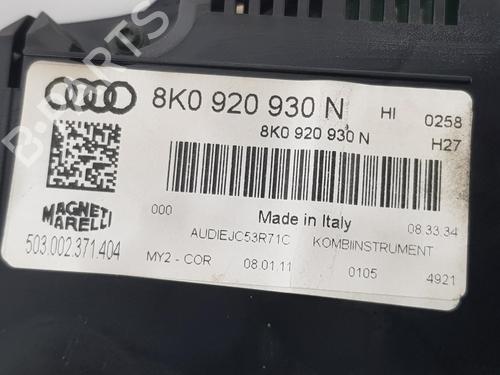 8K0 920 930 N HI 0258
8K0 920 930 N H27
MAGNETI
MARELLI
000 Made in Italy 08.33.34
503.002.371.404 AUDIEJC53R71C KOMBIINSTRUMENT
MY2 - COR 08.01.11 0105 4921
B-PARTS